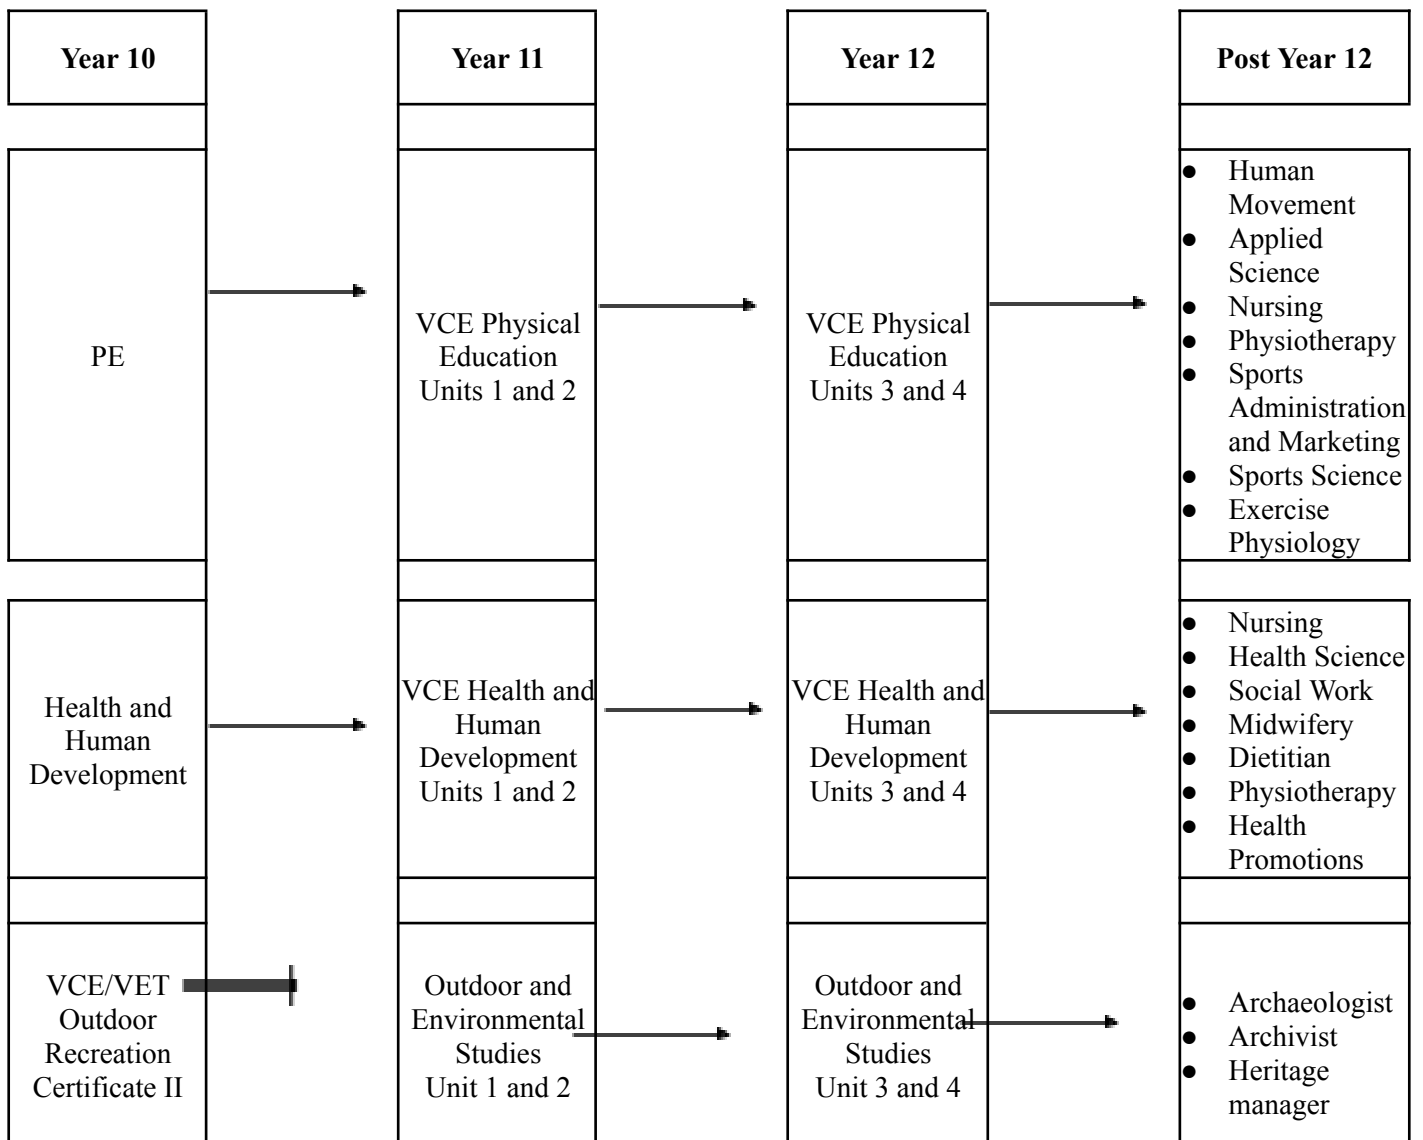 Year 10
Year 11
Year 12
Post Year 12
PE
VCE Physical
Education
Units 1 and 2
VCE Physical
Education
Units 3 and 4
● Human
Movement
● Applied
Science
● Nursing
● Physiotherapy
● Sports
Administration
and Marketing
● Sports Science
● Exercise
Physiology
Health and
Human
Development
VCE Health and
Human
Development
Units 1 and 2
VCE Health and
Human
Development
Units 3 and 4
● Nursing
● Health Science
● Social Work
● Midwifery
● Dietitian
● Physiotherapy
● Health
Promotions
VCE/VET
Outdoor
Recreation
Certificate II
Outdoor and
Environmental
Studies
Unit 1 and 2
Outdoor and
Environmental
Studies
Unit 3 and 4
● Archaeologist
● Archivist
● Heritage
manager